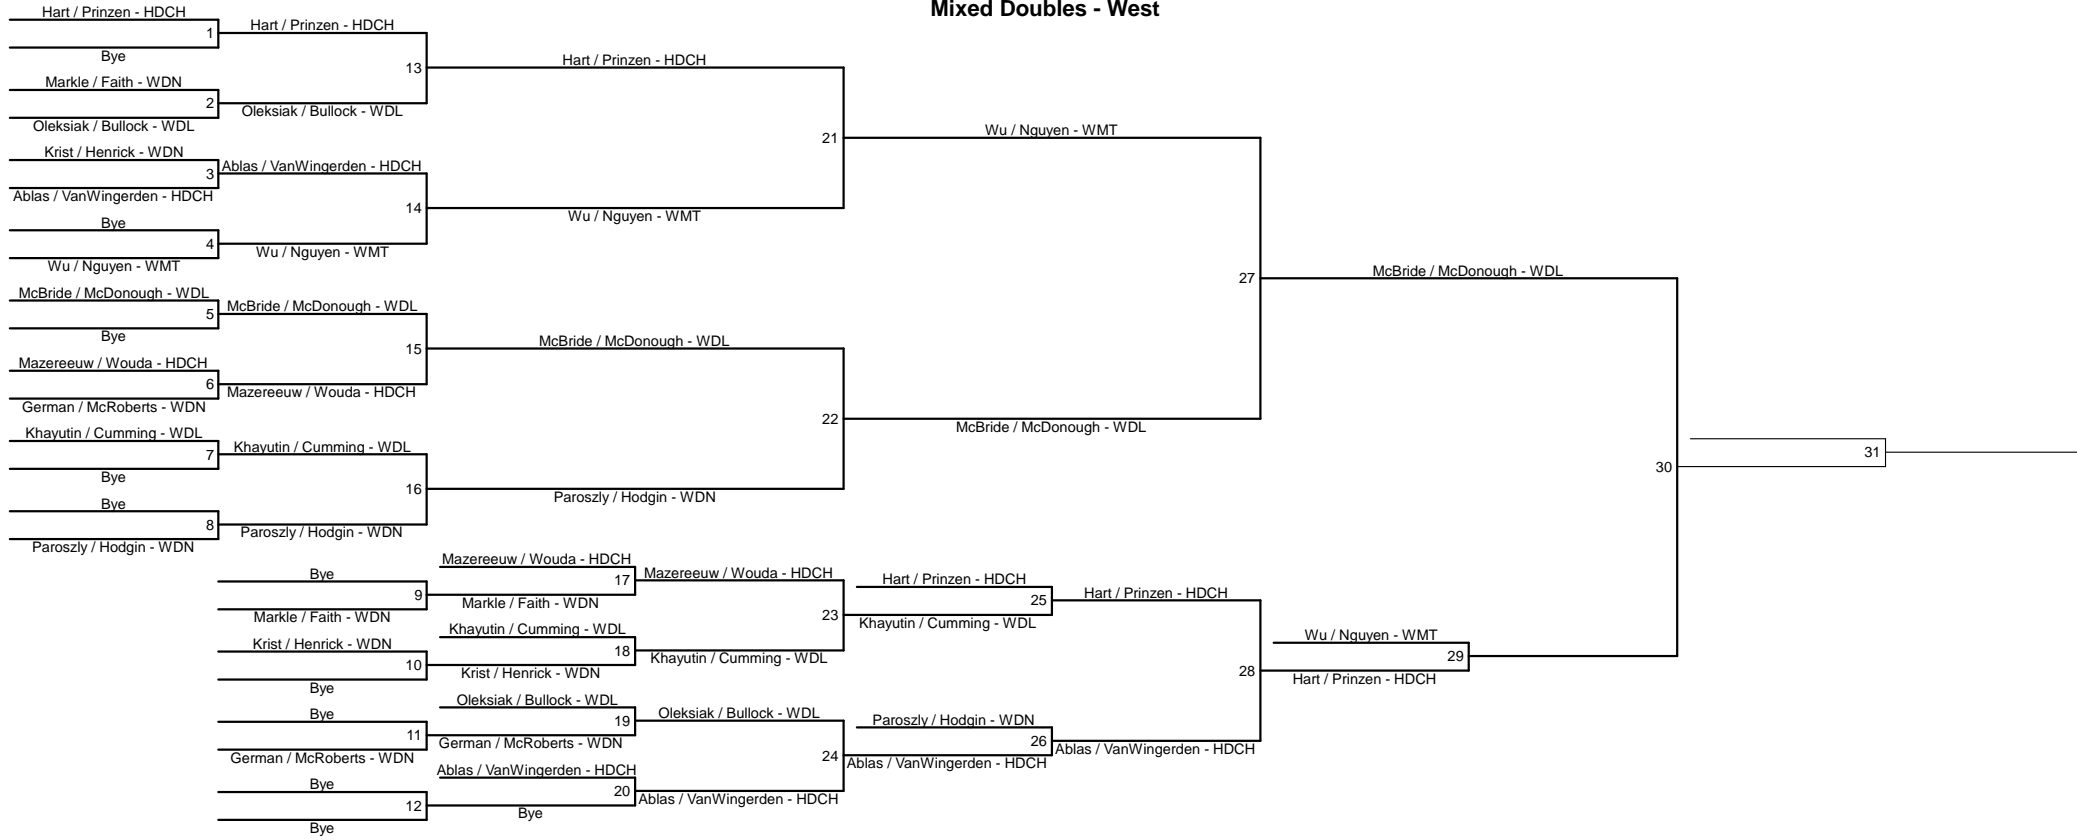 Mixed Doubles - West
Hart / Prinzen - HDCH
1
Bye
Markle / Faith - WDN
2
Oleksiak / Bullock - WDL
Krist / Henrick - WDN
3
Ablas / VanWingerden - HDCH
Bye
4
Wu / Nguyen - WMT
McBride / McDonough - WDL
5
Bye
Mazereeuw / Wouda - HDCH
6
German / McRoberts - WDN
Khayutin / Cumming - WDL
7
Bye
Bye
8
Paroszly / Hodgin - WDN
Hart / Prinzen - HDCH
13
Oleksiak / Bullock - WDL
Ablas / VanWingerden - HDCH
14
Wu / Nguyen - WMT
McBride / McDonough - WDL
15
Mazereeuw / Wouda - HDCH
Khayutin / Cumming - WDL
16
Paroszly / Hodgin - WDN
Hart / Prinzen - HDCH
21
Wu / Nguyen - WMT
McBride / McDonough - WDL
22
Paroszly / Hodgin - WDN
Wu / Nguyen - WMT
27
McBride / McDonough - WDL
McBride / McDonough - WDL
30
31
Bye
9
Markle / Faith - WDN
Krist / Henrick - WDN
10
Bye
Bye
11
German / McRoberts - WDN
Bye
12
Bye
Mazereeuw / Wouda - HDCH
17
Markle / Faith - WDN
Khayutin / Cumming - WDL
18
Krist / Henrick - WDN
Oleksiak / Bullock - WDL
19
German / McRoberts - WDN
Ablas / VanWingerden - HDCH
20
Bye
Mazereeuw / Wouda - HDCH
23
Khayutin / Cumming - WDL
Oleksiak / Bullock - WDL
24
Ablas / VanWingerden - HDCH
Hart / Prinzen - HDCH
25
Khayutin / Cumming - WDL
Paroszly / Hodgin - WDN
26
Ablas / VanWingerden - HDCH
Hart / Prinzen - HDCH
28
Ablas / VanWingerden - HDCH
Wu / Nguyen - WMT
29
Hart / Prinzen - HDCH